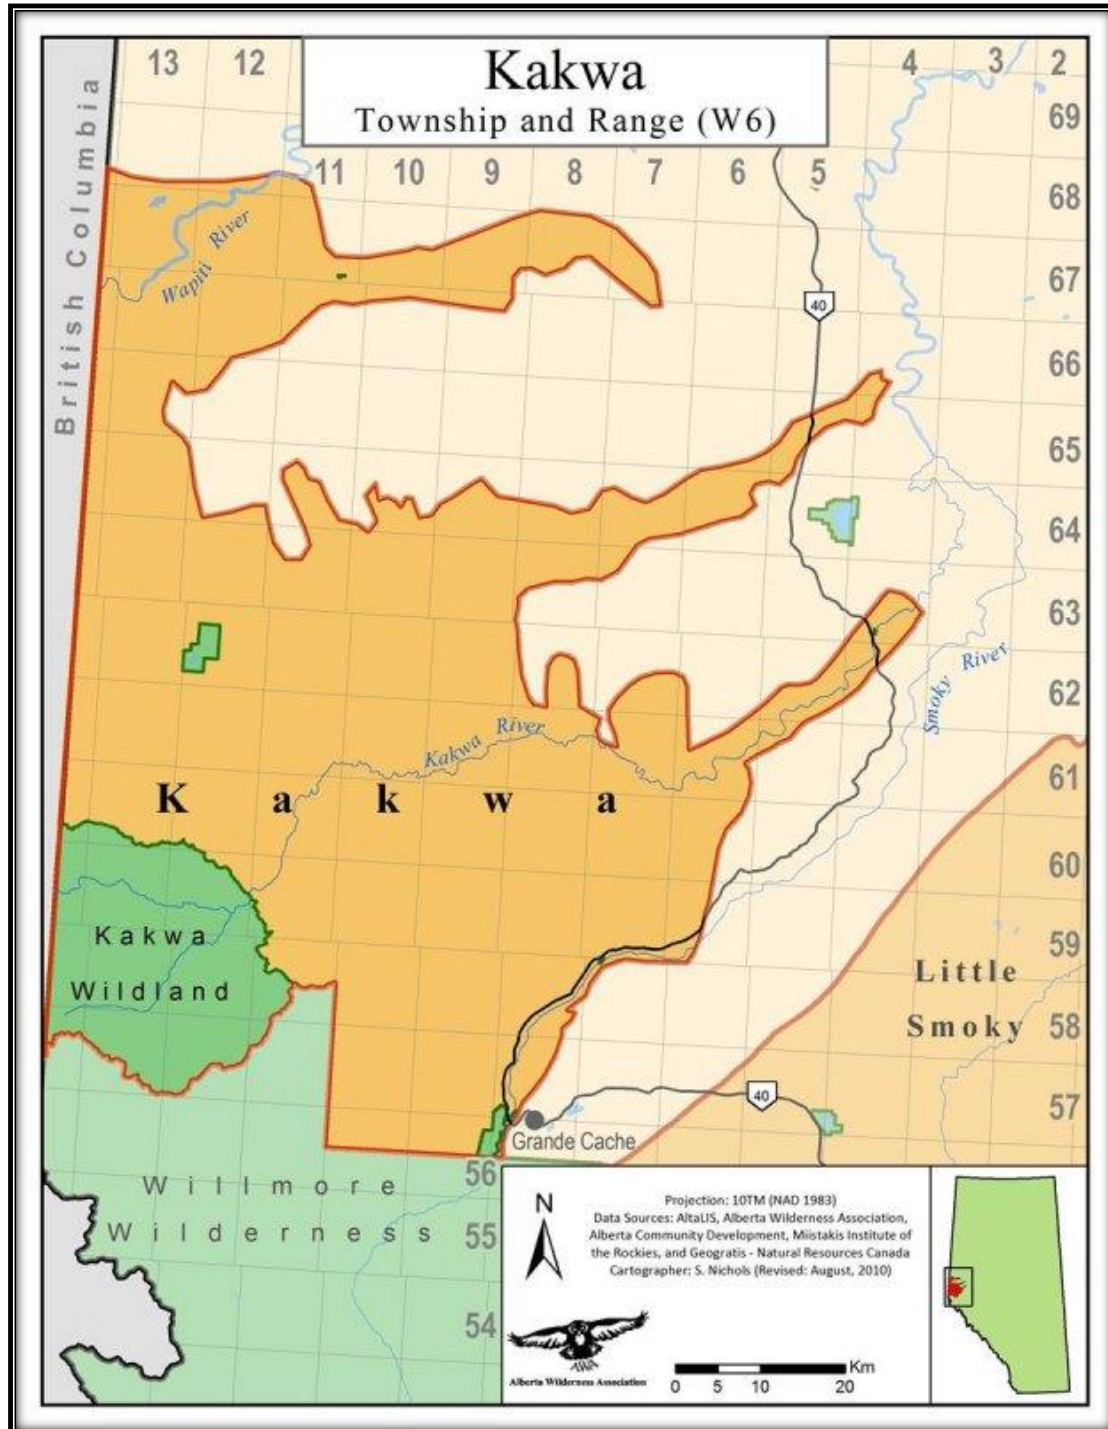 Kakwa
Township and Range (W6)
13
12
4
3
2
11
10
9
8
7
6
5
69
68
67
66
65
64
63
62
61
60
59
58
57
56
55
54
British Columbia
Wapiti River
40
Smoky River
Kakwa River
Kakwa
Kakwa
Wildland
Little
Smoky
40
Grande Cache
Willmore
Wilderness
N
Projection: 10TM (NAD 1983)
Data Sources: AltaLIS, Alberta Wilderness Association,
Alberta Community Development, Miistakis Institute of
the Rockies, and Geogratis - Natural Resources Canada
Cartographer: S. Nichols (Revised: August, 2010)
AWA
Alberta Wilderness Association
Km
0 5 10 20